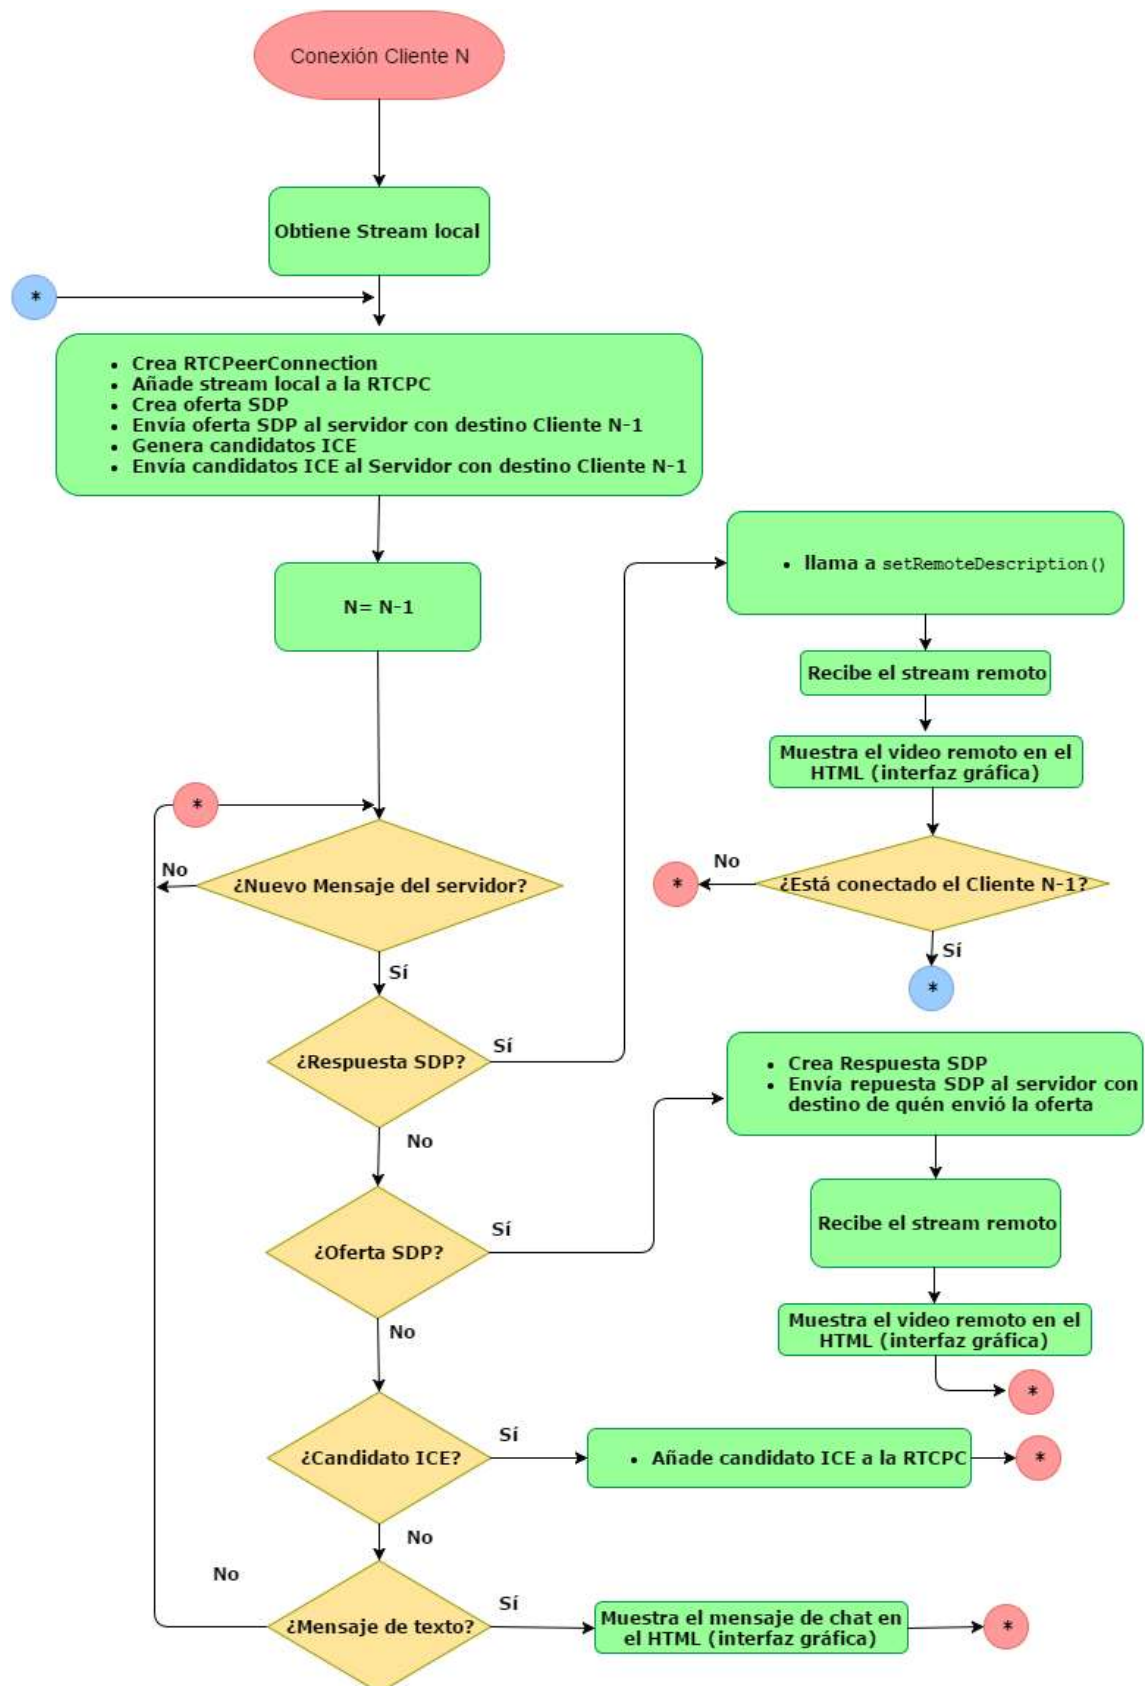 Conexión Cliente N
Obtiene Stream local
*
• Crea RTCPeerConnection
• Añade stream local a la RTCPC
• Crea oferta SDP
• Envía oferta SDP al servidor con destino Cliente N-1
• Genera candidatos ICE
• Envía candidatos ICE al Servidor con destino Cliente N-1
N= N-1
*
No
¿Nuevo Mensaje del servidor?
Sí
¿Respuesta SDP?
Sí
• llama a setRemoteDescription()
Recibe el stream remoto
Muestra el video remoto en el
HTML (interfaz gráfica)
¿Está conectado el Cliente N-1?
No
*
Sí
*
No
¿Oferta SDP?
Sí
• Crea Respuesta SDP
• Envía repuesta SDP al servidor con
destino de quén envió la oferta
Recibe el stream remoto
Muestra el video remoto en el
HTML (interfaz gráfica)
*
No
¿Candidato ICE?
Sí
• Añade candidato ICE a la RTCPC
*
No
¿Mensaje de texto?
No
Sí
Muestra el mensaje de chat en
el HTML (interfaz gráfica)
*